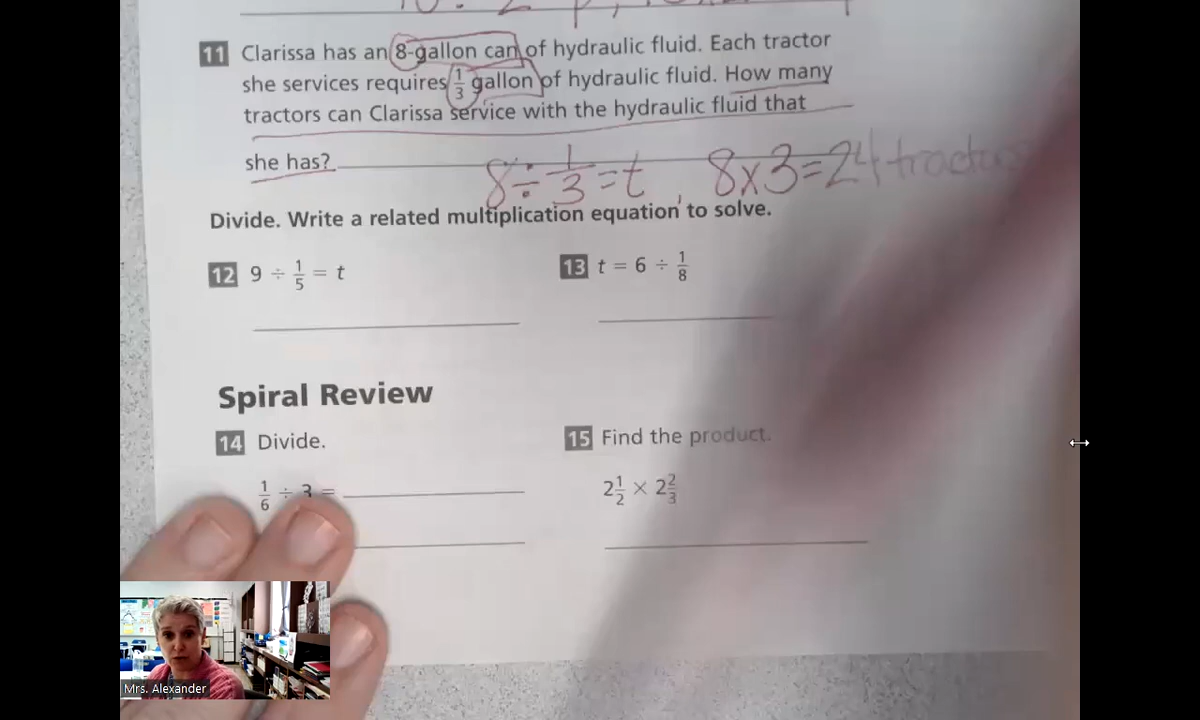 11 Clarissa has an 8-gallon can of hydraulic fluid. Each tractor
she services requires 1/3 gallon of hydraulic fluid. How many
tractors can Clarissa service with the hydraulic fluid that
she has?
8 ÷ 1/3 = t, 8x3=24 tractors
Divide. Write a related multiplication equation to solve.
12 9 ÷ 1/5 = t
13 t = 6 ÷ 1/8
Spiral Review
14 Divide.
1/6 ÷ 3 =
15 Find the product.
2 1/2 × 2 2/3
Mrs. Alexander